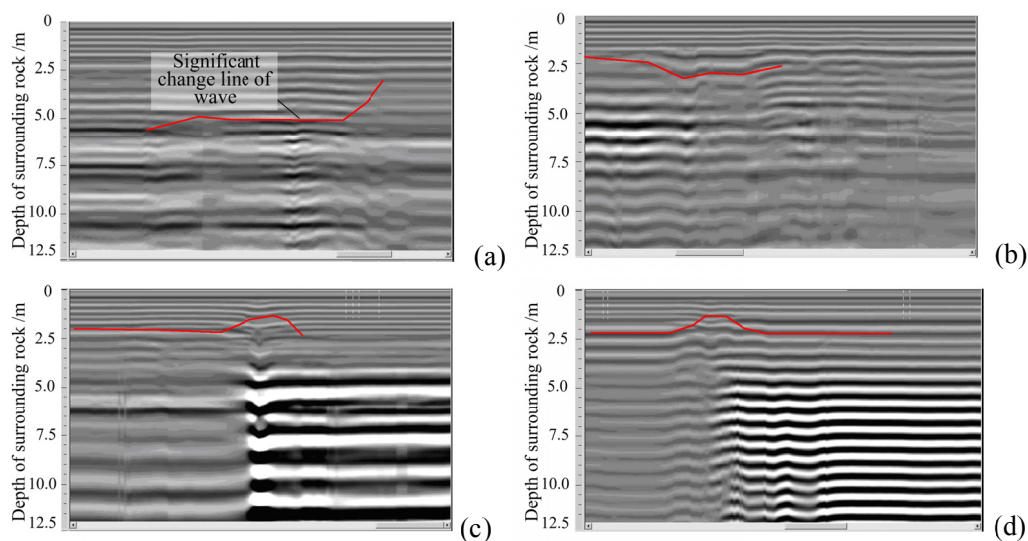 Depth of surrounding rock /m
0
2.5
5.0
7.5
10.0
12.5
Significant
change line of
wave
(a)
Depth of surrounding rock /m
0
2.5
5.0
7.5
10.0
12.5
(b)
Depth of surrounding rock /m
0
2.5
5.0
7.5
10.0
12.5
(c)
Depth of surrounding rock /m
0
2.5
5.0
7.5
10.0
12.5
(d)